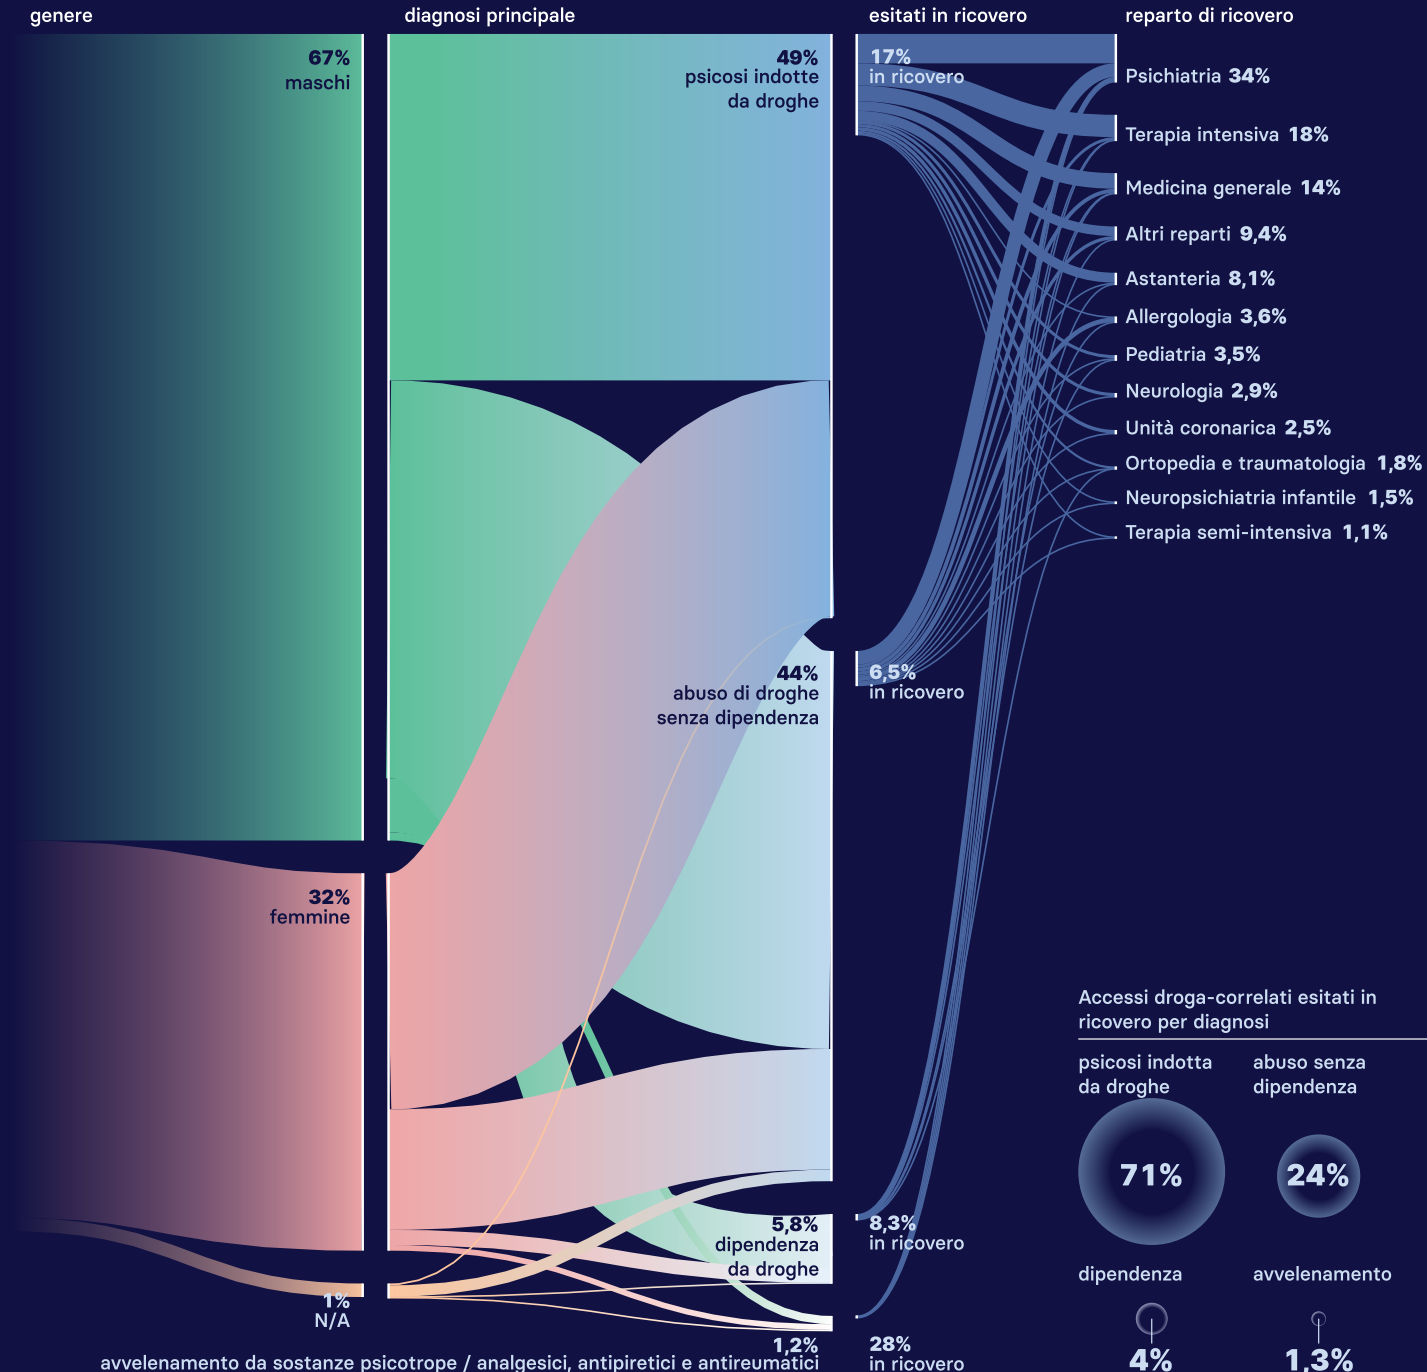 genere
diagnosi principale
esitati in ricovero
reparto di ricovero
67%
maschi
49%
psicosi indotte
da droghe
17%
in ricovero
Psichiatria 34%
Terapia intensiva 18%
Medicina generale 14%
Altri reparti 9,4%
Astanteria 8,1%
Allergologia 3,6%
Pediatria 3,5%
Neurologia 2,9%
Unità coronarica 2,5%
Ortopedia e traumatologia 1,8%
Neuropsichiatria infantile 1,5%
Terapia semi-intensiva 1,1%
44%
abuso di droghe
senza dipendenza
6,5%
in ricovero
32%
femmine
5,8%
dipendenza
da droghe
8,3%
in ricovero
1%
N/A
1,2%
avvelenamento da sostanze psicotrope / analgesici, antipiretici e antireumatici
28%
in ricovero
Accessi droga-correlati esitati in
ricovero per diagnosi
psicosi indotta
da droghe
71%
abuso senza
dipendenza
24%
dipendenza
4%
avvelenamento
1,3%